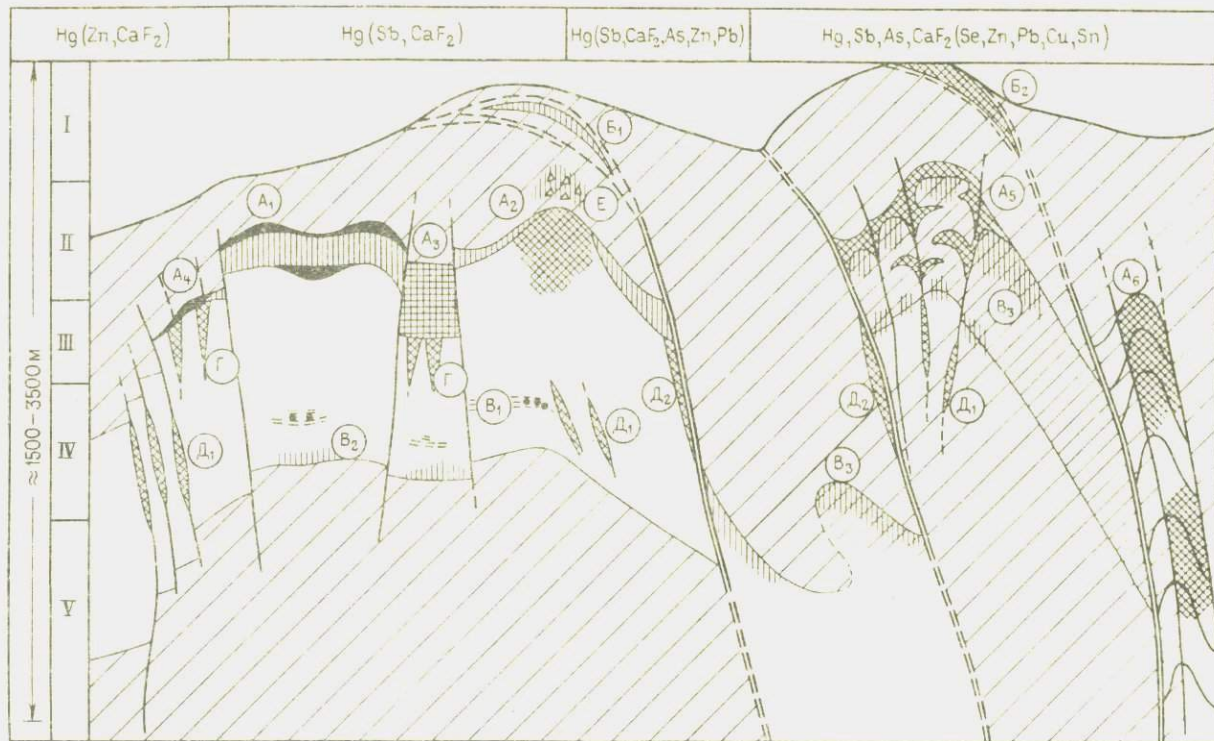 Hg(Zn,CaF₂)
Hg(Sb,CaF₂)
Hg(Sb,CaF₂,As,Zn,Pb)
Hg,Sb,As,CaF₂(Se,Zn,Pb,Cu,Sn)
≈1500–3500м
I
II
III
IV
V
Б₁
Б₂
А₁
А₂
Е
А₅
А₃
А₄
А₆
В₃
Г
Г
Д₂
В₁
Д₂
Д₁
Д₁
В₂
Д₁
В₃